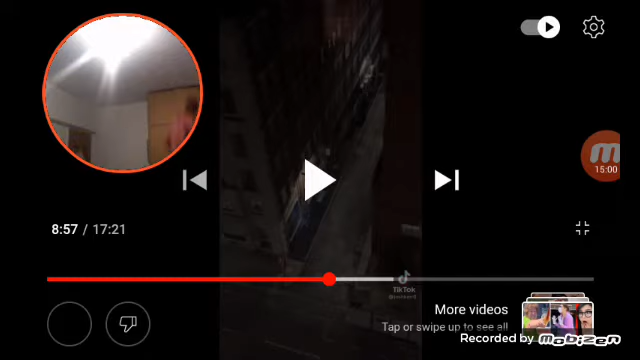 15:00
8:57 / 17:21
TikTok
More videos
Tap or swipe up to see all
Recorded by mobizen